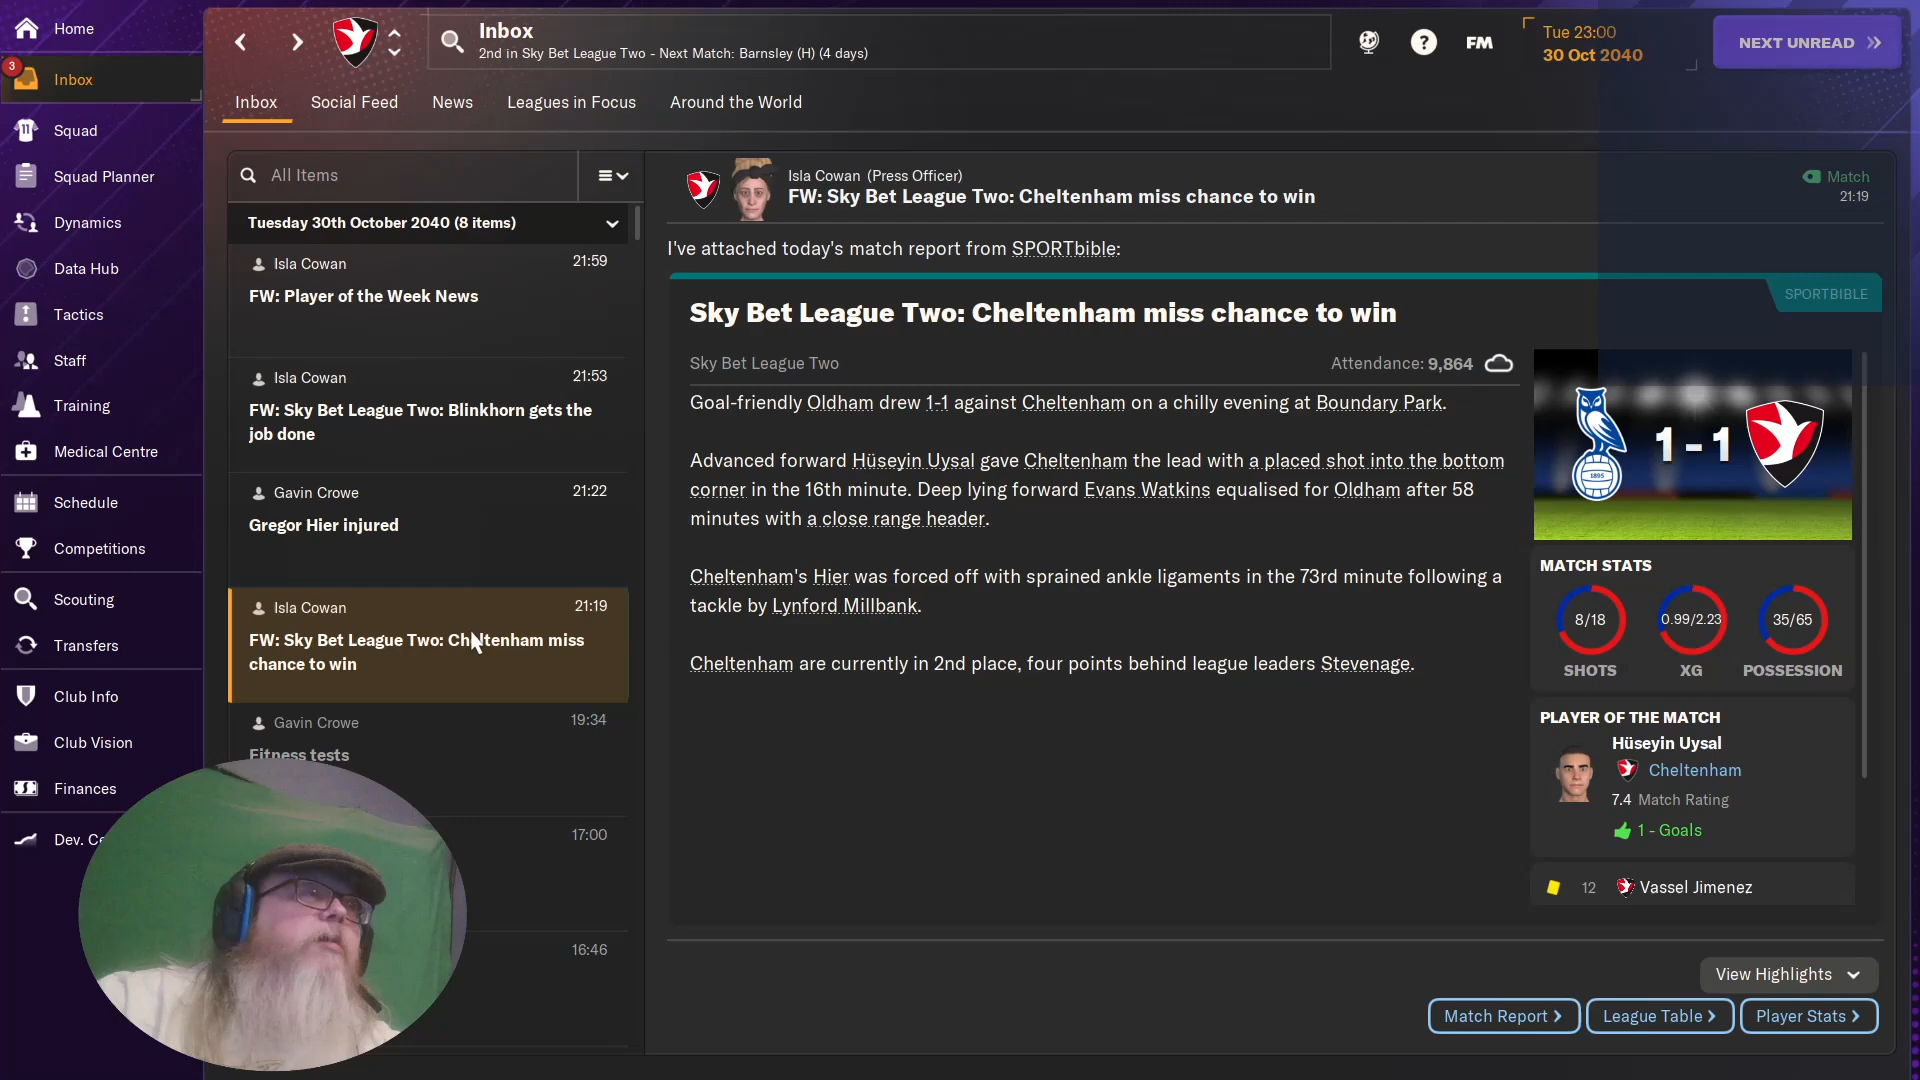 Home
3
Inbox
Squad
Squad Planner
Dynamics
Data Hub
Tactics
Staff
Training
Medical Centre
Schedule
Competitions
Scouting
Transfers
Club Info
Club Vision
Finances
Dev. Ce
Inbox
2nd in Sky Bet League Two - Next Match: Barnsley (H) (4 days)
?
FM
Tue 23:00
30 Oct 2040
NEXT UNREAD
Inbox
Social Feed
News
Leagues in Focus
Around the World
All Items
Tuesday 30th October 2040 (8 items)
Isla Cowan
21:59
FW: Player of the Week News
Isla Cowan
21:53
FW: Sky Bet League Two: Blinkhorn gets the
job done
Gavin Crowe
21:22
Gregor Hier injured
Isla Cowan
21:19
FW: Sky Bet League Two: Cheltenham miss
chance to win
Gavin Crowe
19:34
Fitness tests
17:00
16:46
Isla Cowan (Press Officer)
FW: Sky Bet League Two: Cheltenham miss chance to win
Match
21:19
I've attached today's match report from SPORTbible:
SPORTBIBLE
Sky Bet League Two: Cheltenham miss chance to win
Sky Bet League Two
Attendance: 9,864
Goal-friendly Oldham drew 1-1 against Cheltenham on a chilly evening at Boundary Park.
Advanced forward Hüseyin Uysal gave Cheltenham the lead with a placed shot into the bottom
corner in the 16th minute. Deep lying forward Evans Watkins equalised for Oldham after 58
minutes with a close range header.
Cheltenham's Hier was forced off with sprained ankle ligaments in the 73rd minute following a
tackle by Lynford Millbank.
Cheltenham are currently in 2nd place, four points behind league leaders Stevenage.
1895
1 - 1
MATCH STATS
8/18
0.99/2.23
35/65
SHOTS
XG
POSSESSION
PLAYER OF THE MATCH
Hüseyin Uysal
Cheltenham
7.4 Match Rating
1 - Goals
12
Vassel Jimenez
View Highlights
Match Report
League Table
Player Stats